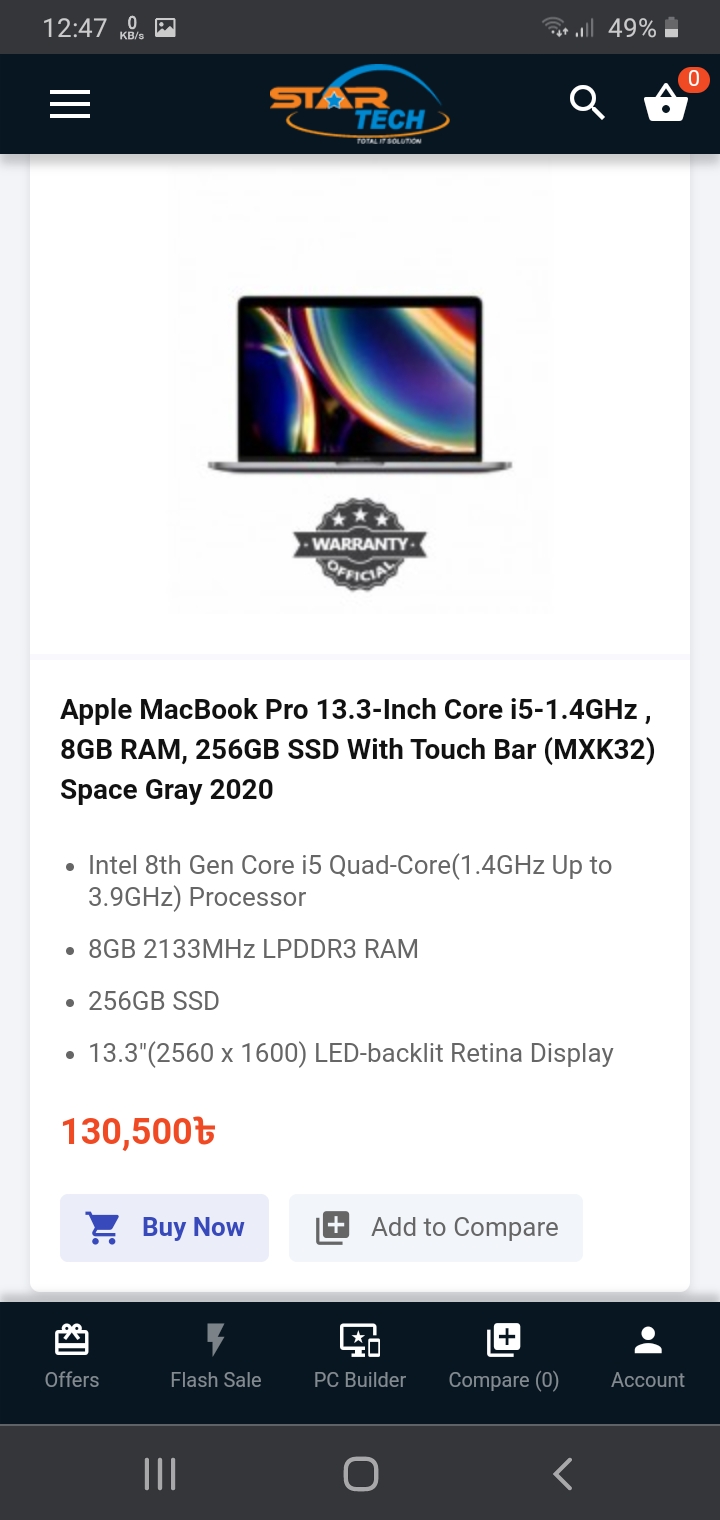 12:47 0 KB/s 49%
STAR TECH
TOTAL IT SOLUTION
0
WARRANTY
OFFICIAL
Apple MacBook Pro 13.3-Inch Core i5-1.4GHz ,
8GB RAM, 256GB SSD With Touch Bar (MXK32)
Space Gray 2020
• Intel 8th Gen Core i5 Quad-Core(1.4GHz Up to
3.9GHz) Processor
• 8GB 2133MHz LPDDR3 RAM
• 256GB SSD
• 13.3"(2560 x 1600) LED-backlit Retina Display
130,500৳
Buy Now Add to Compare
Offers Flash Sale PC Builder Compare (0) Account